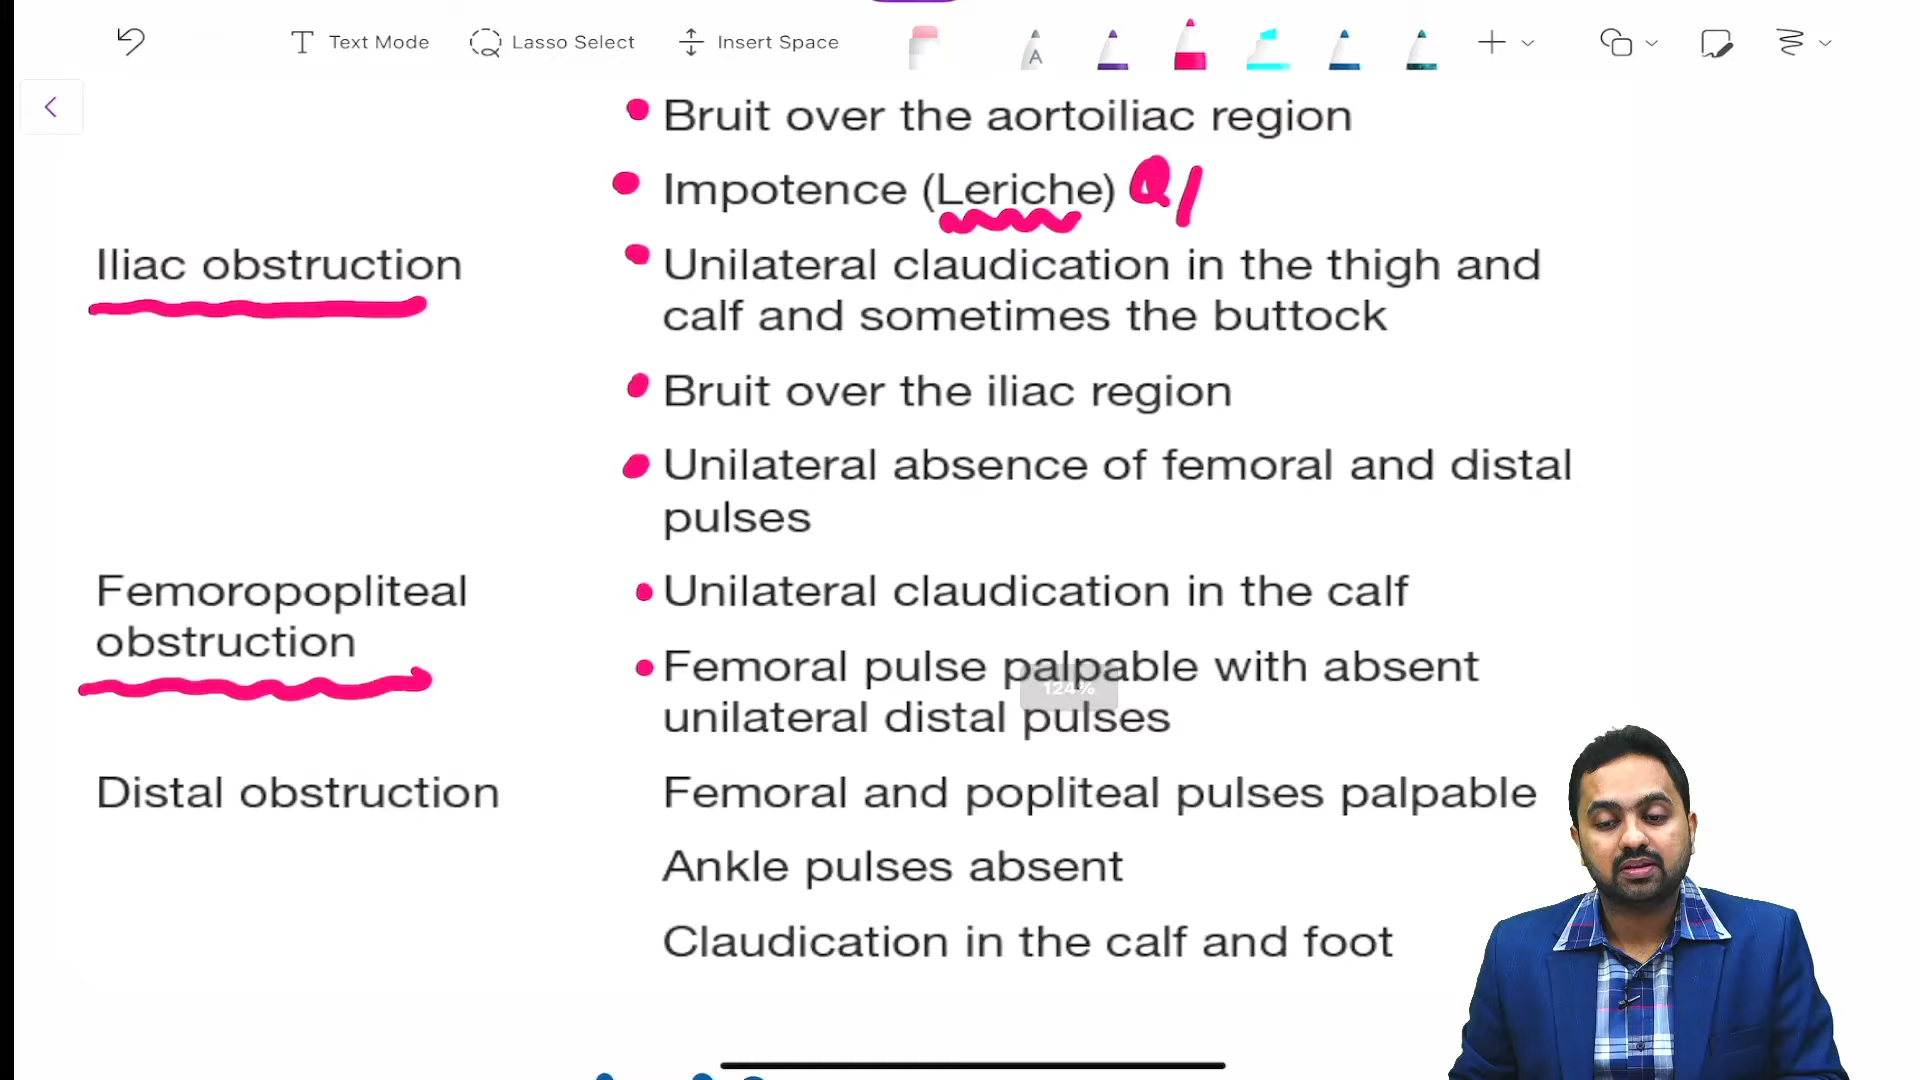 Text Mode
Lasso Select
Insert Space
A
Bruit over the aortoiliac region
Impotence (Leriche) Q/
Iliac obstruction
Unilateral claudication in the thigh and
calf and sometimes the buttock
Bruit over the iliac region
Unilateral absence of femoral and distal
pulses
Femoropopliteal
obstruction
Unilateral claudication in the calf
Femoral pulse palpable with absent
124%
unilateral distal pulses
Distal obstruction
Femoral and popliteal pulses palpable
Ankle pulses absent
Claudication in the calf and foot